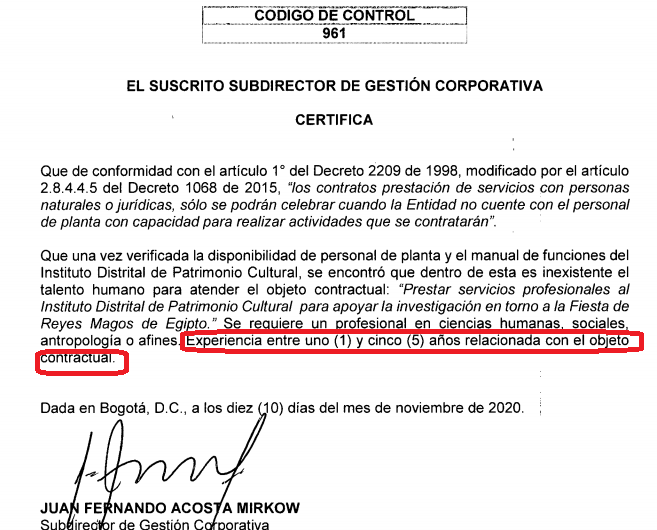 CODIGO DE CONTROL
961
EL SUSCRITO SUBDIRECTOR DE GESTIÓN CORPORATIVA
CERTIFICA
Que de conformidad con el artículo 1° del Decreto 2209 de 1998, modificado por el artículo
2.8.4.4.5 del Decreto 1068 de 2015, “los contratos prestación de servicios con personas
naturales o jurídicas, sólo se podrán celebrar cuando la Entidad no cuente con el personal
de planta con capacidad para realizar actividades que se contratarán”.
Que una vez verificada la disponibilidad de personal de planta y el manual de funciones del
Instituto Distrital de Patrimonio Cultural, se encontró que dentro de esta es inexistente el
talento humano para atender el objeto contractual: “Prestar servicios profesionales al
Instituto Distrital de Patrimonio Cultural para apoyar la investigación en torno a la Fiesta de
Reyes Magos de Egipto.” Se requiere un profesional en ciencias humanas, sociales,
antropología o afines. Experiencia entre uno (1) y cinco (5) años relacionada con el objeto
contractual.
Dada en Bogotá, D.C., a los diez (10) días del mes de noviembre de 2020.
JUAN FERNANDO ACOSTA MIRKOW
Subdirector de Gestión Corporativa